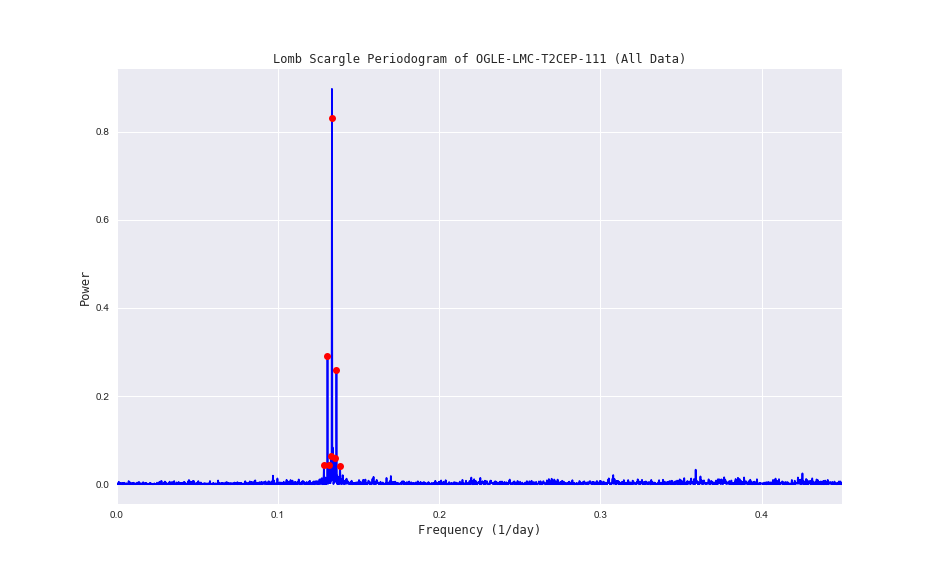 Lomb Scargle Periodogram of OGLE-LMC-T2CEP-111 (All Data)
0.8
0.6
Power
0.4
0.2
0.0
0.0 0.1 0.2 0.3 0.4
Frequency (1/day)